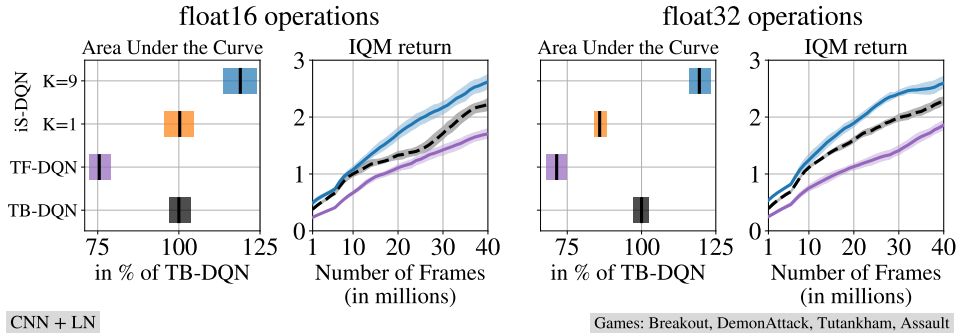 float16 operations
float32 operations
Area Under the Curve
IQM return
Area Under the Curve
IQM return
iS-DQN
K=9
K=1
TF-DQN
TB-DQN
3
2
1
0
3
2
1
0
75 100 125
1 10 20 30 40
75 100 125
1 10 20 30 40
in % of TB-DQN
Number of Frames
(in millions)
in % of TB-DQN
Number of Frames
(in millions)
CNN + LN
Games: Breakout, DemonAttack, Tutankham, Assault